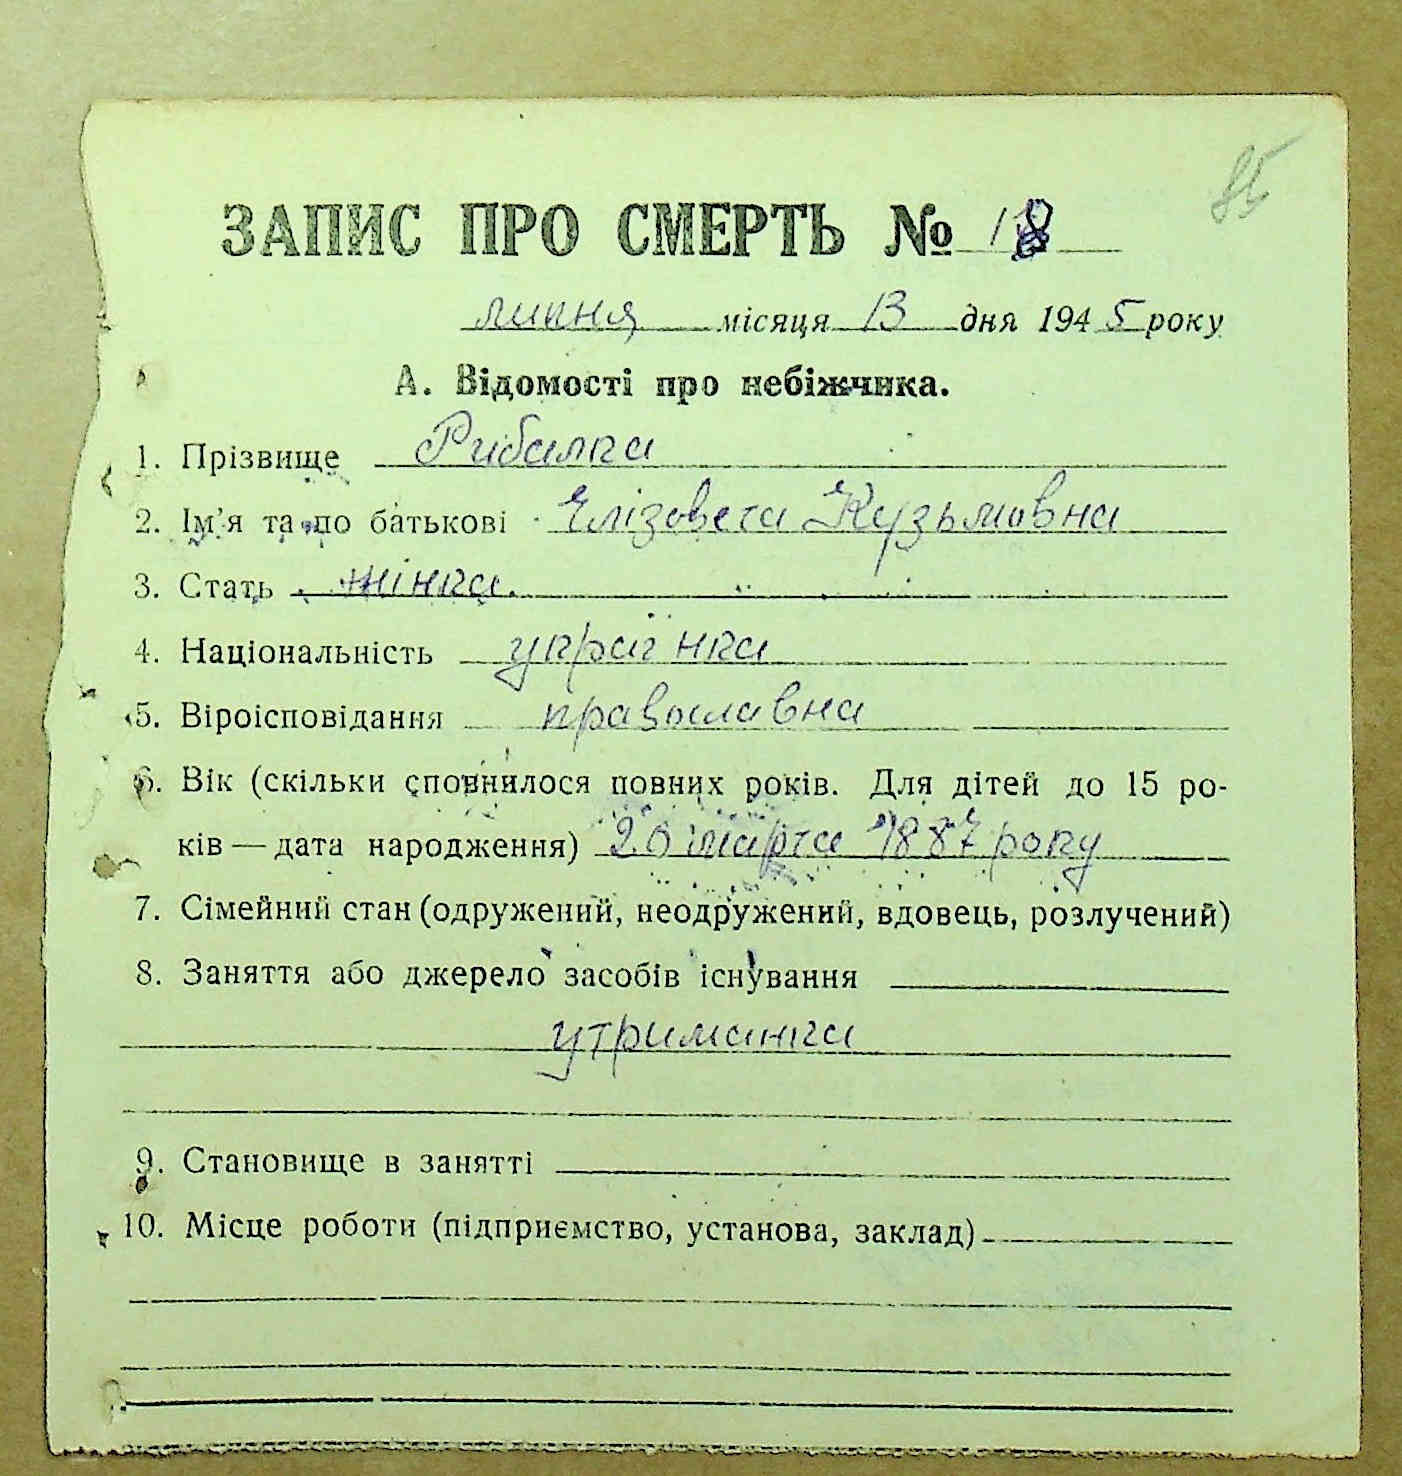 85
ЗАПИС ПРО СМЕРТЬ № 18
липня місяця 13 дня 1945 року
А. Відомості про небіжчика.
1. Прізвище Рибалка
2. Ім'я та по батькові Елізовета Кузьмовна
3. Стать жінка.
4. Національність українка
5. Віроісповідання православна
6. Вік (скільки сповнилося повних років. Для дітей до 15 ро-
ків — дата народження) 20 марта 1887 року
7. Сімейний стан (одружений, неодружений, вдовець, розлучений)
8. Заняття або джерело засобів існування
утриманка
9. Становище в занятті
10. Місце роботи (підприємство, установа, заклад)